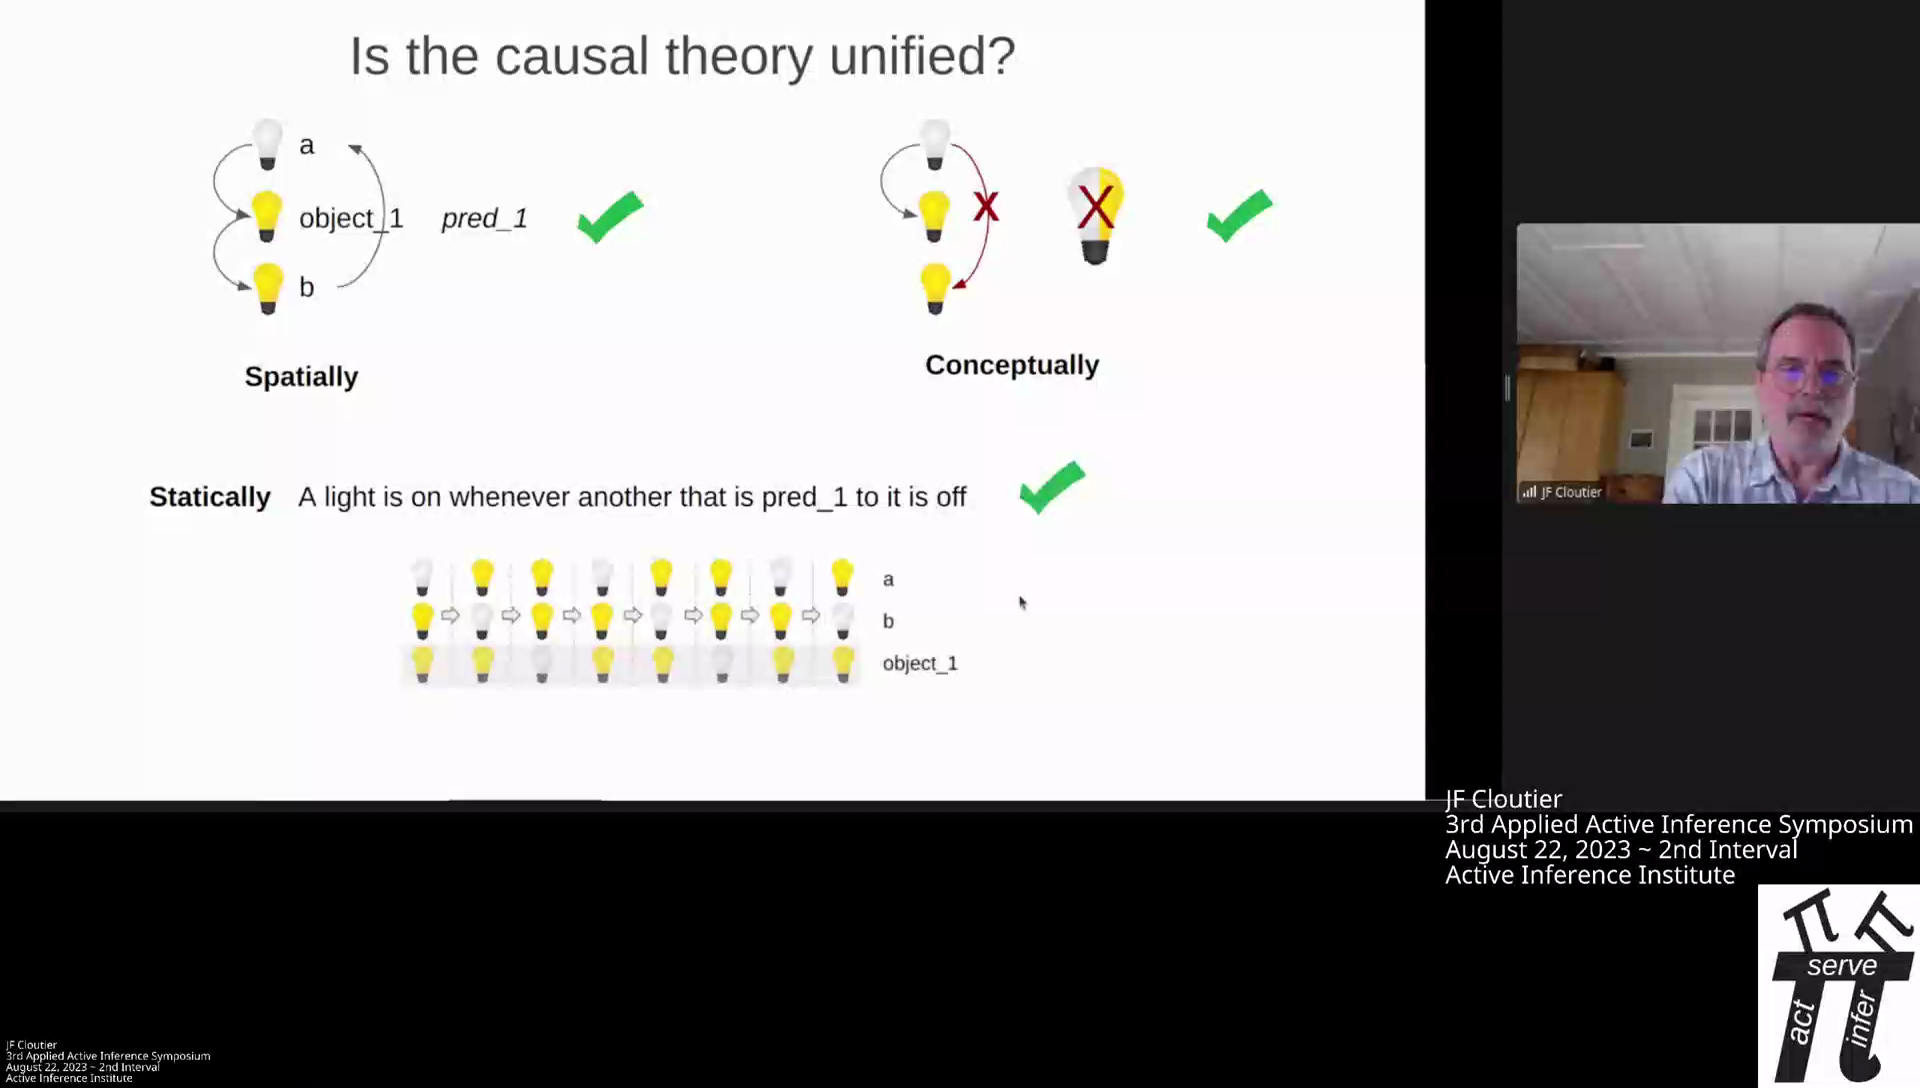 Is the causal theory unified?
a
object_1 pred_1
b
X
X
Spatially
Conceptually
Statically A light is on whenever another that is pred_1 to it is off
a
b
object_1
JF Cloutier
JF Cloutier
3rd Applied Active Inference Symposium
August 22, 2023 ~ 2nd Interval
Active Inference Institute
serve
act
infer
JF Cloutier
3rd Applied Active Inference Symposium
August 22, 2023 ~ 2nd Interval
Active Inference Institute